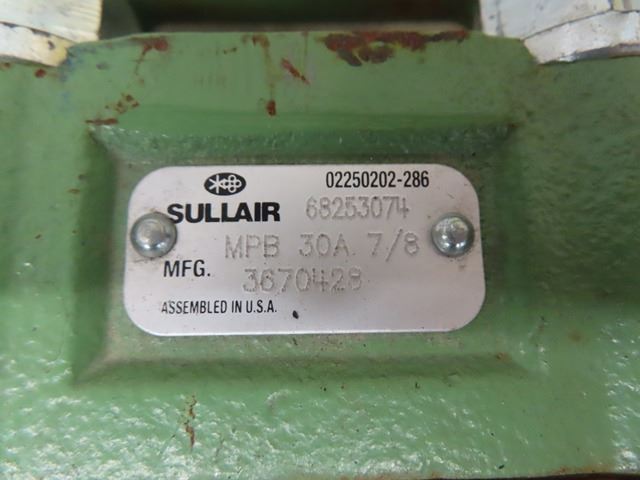 02250202-286
SULLAIR 68253074
MPB 30A 7/8
MFG. 3670428
ASSEMBLED IN U.S.A.